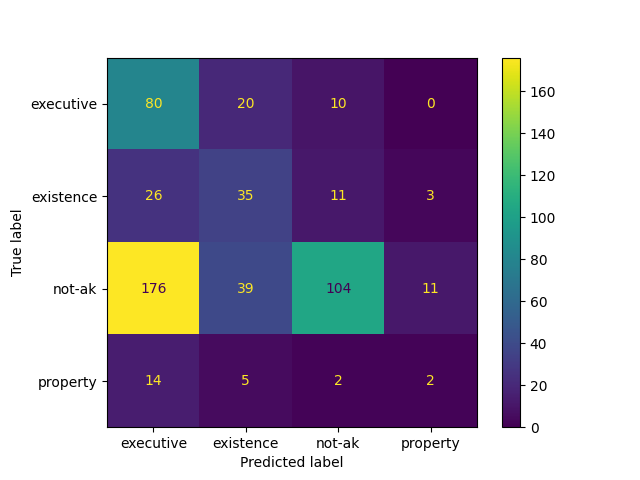 executive 80 20 10 0
existence 26 35 11 3
not-ak 176 39 104 11
property 14 5 2 2
executive existence not-ak property
Predicted label
True label
160
140
120
100
80
60
40
20
0